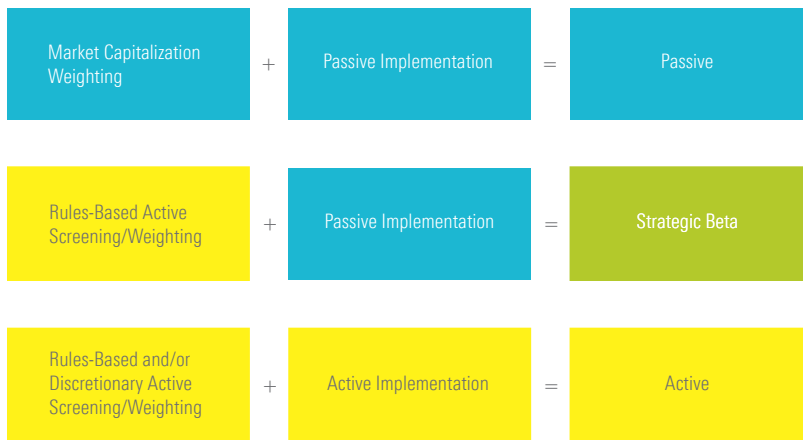 Market Capitalization
Weighting
+
Passive Implementation
=
Passive
Rules-Based Active
Screening/Weighting
+
Passive Implementation
=
Strategic Beta
Rules-Based and/or
Discretionary Active
Screening/Weighting
+
Active Implementation
=
Active